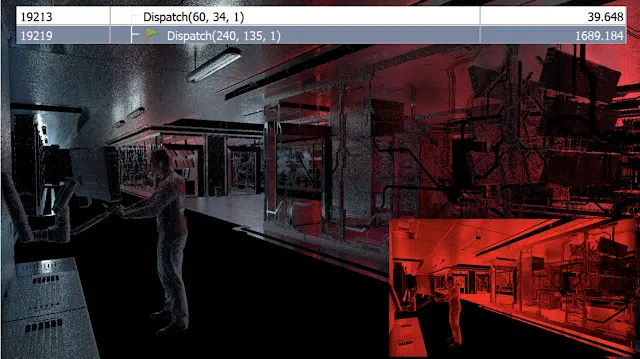 19213 Dispatch(60, 34, 1) 39.648
19219 Dispatch(240, 135, 1) 1689.184